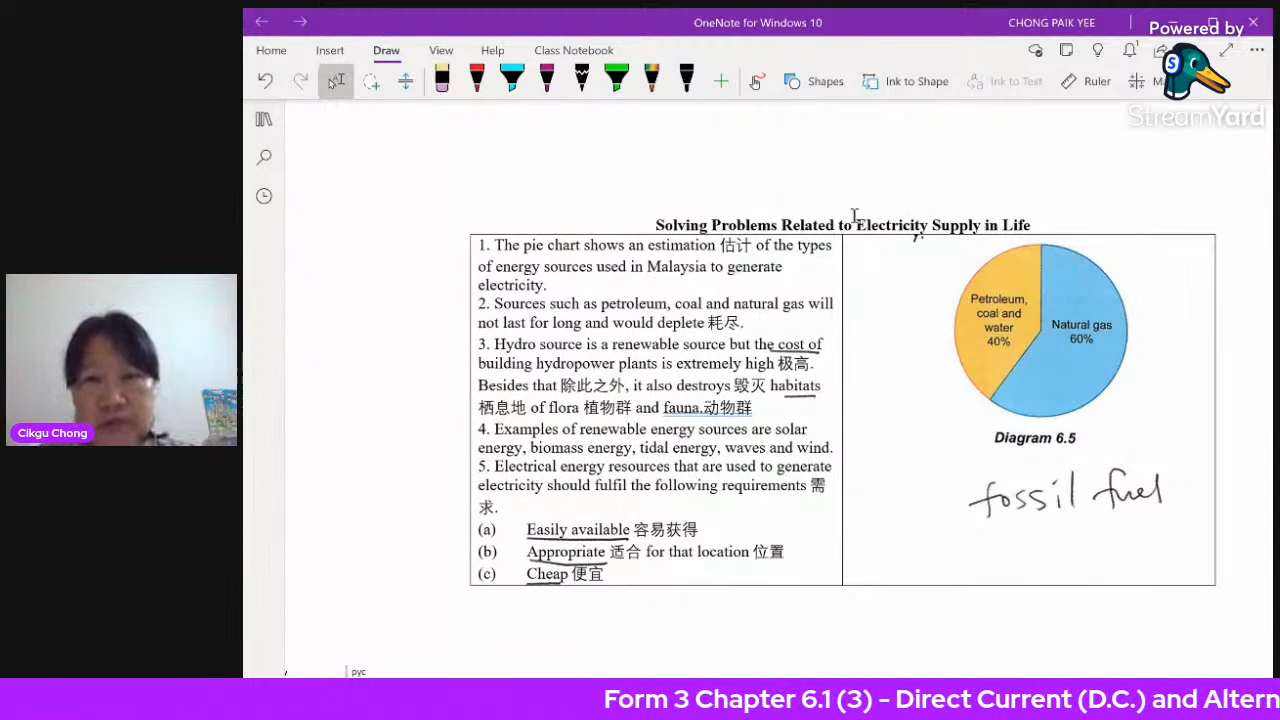 OneNote for Windows 10
CHONG PAIK YEE
Powered by
StreamYard
Home Insert Draw View Help Class Notebook
Shapes Ink to Shape Ink to Text Ruler
Solving Problems Related to Electricity Supply in Life
1. The pie chart shows an estimation 估计 of the types
of energy sources used in Malaysia to generate
electricity.
2. Sources such as petroleum, coal and natural gas will
not last for long and would deplete 耗尽.
3. Hydro source is a renewable source but the cost of
building hydropower plants is extremely high 极高.
Besides that 除此之外, it also destroys 毁灭 habitats
栖息地 of flora 植物群 and fauna.动物群
4. Examples of renewable energy sources are solar
energy, biomass energy, tidal energy, waves and wind.
5. Electrical energy resources that are used to generate
electricity should fulfil the following requirements 需
求.
(a) Easily available 容易获得
(b) Appropriate 适合 for that location 位置
(c) Cheap 便宜
Petroleum,
coal and
water
40%
Natural gas
60%
Diagram 6.5
fossil fuel
Cikgu Chong
pyc
Form 3 Chapter 6.1 (3) - Direct Current (D.C.) and Altern